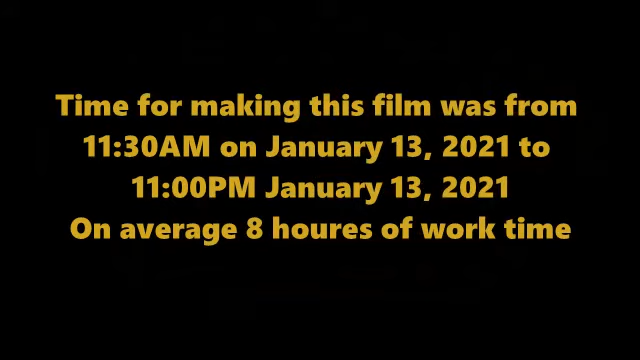 Time for making this film was from
11:30AM on January 13, 2021 to
11:00PM January 13, 2021
On average 8 houres of work time